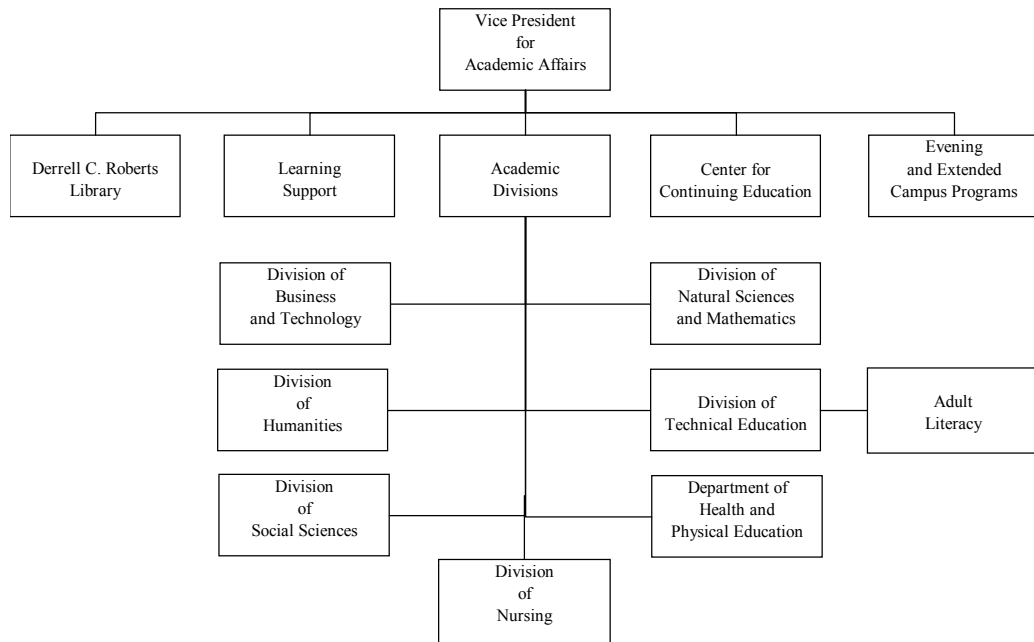 Vice President
for
Academic Affairs
Derrell C. Roberts
Library
Learning
Support
Academic
Divisions
Center for
Continuing Education
Evening
and Extended
Campus Programs
Division of
Business
and Technology
Division of
Natural Sciences
and Mathematics
Division
of
Humanities
Division of
Technical Education
Adult
Literacy
Division
of
Social Sciences
Department of
Health and
Physical Education
Division
of
Nursing